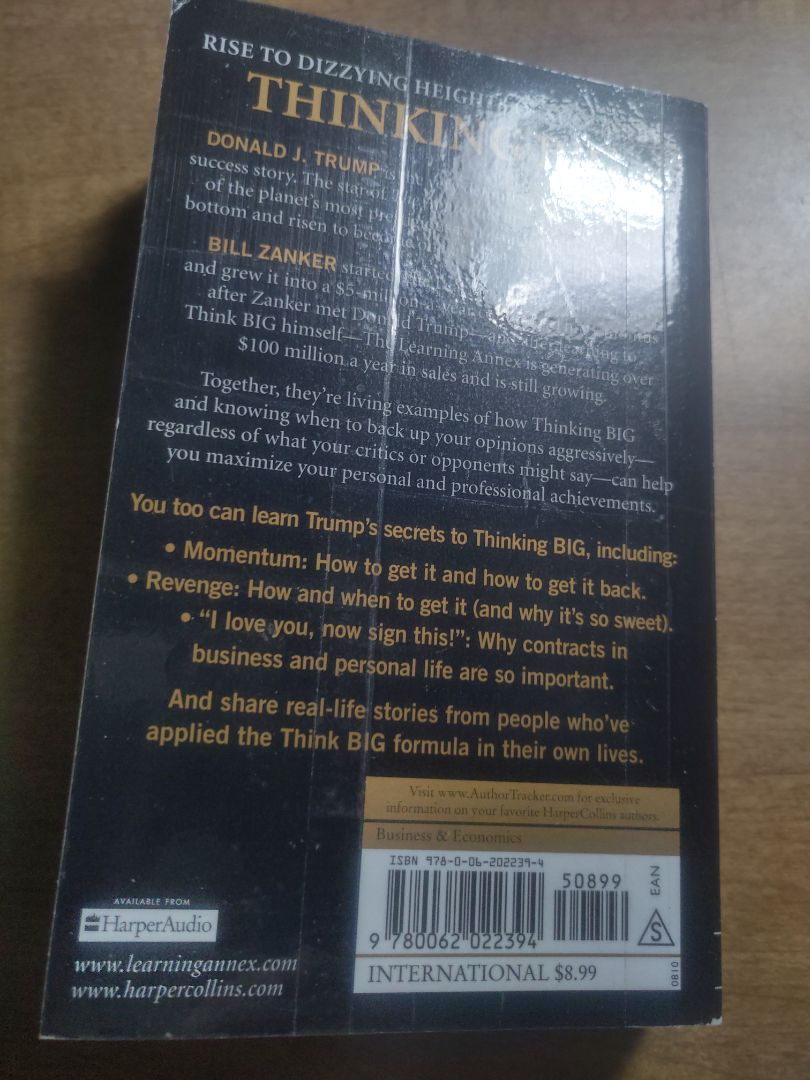 RISE TO DIZZYING HEIGHT
THINKING
DONALD J. TRUMP
success story. The star of
of the planet's most
bottom and risen to
BILL ZANKER started
and grew it into a $5-million-a-year
after Zanker met Donald Trump—and after learning to
Think BIG himself—The Learning Annex is generating over
$100 million a year in sales and is still growing.
Together, they're living examples of how Thinking BIG
and knowing when to back up your opinions aggressively—
regardless of what your critics or opponents might say—can help
you maximize your personal and professional achievements.
You too can learn Trump's secrets to Thinking BIG, including:
• Momentum: How to get it and how to get it back.
• Revenge: How and when to get it (and why it's so sweet).
• "I love you, now sign this!": Why contracts in
business and personal life are so important.
And share real-life stories from people who've
applied the Think BIG formula in their own lives.
Visit www.AuthorTracker.com for exclusive
information on your favorite HarperCollins authors.
Business & Economics
ISBN 978-0-06-202239-4
50899
EAN
S
9 780062 022394
INTERNATIONAL $8.99
0810
AVAILABLE FROM
HarperAudio
www.learningannex.com
www.harpercollins.com